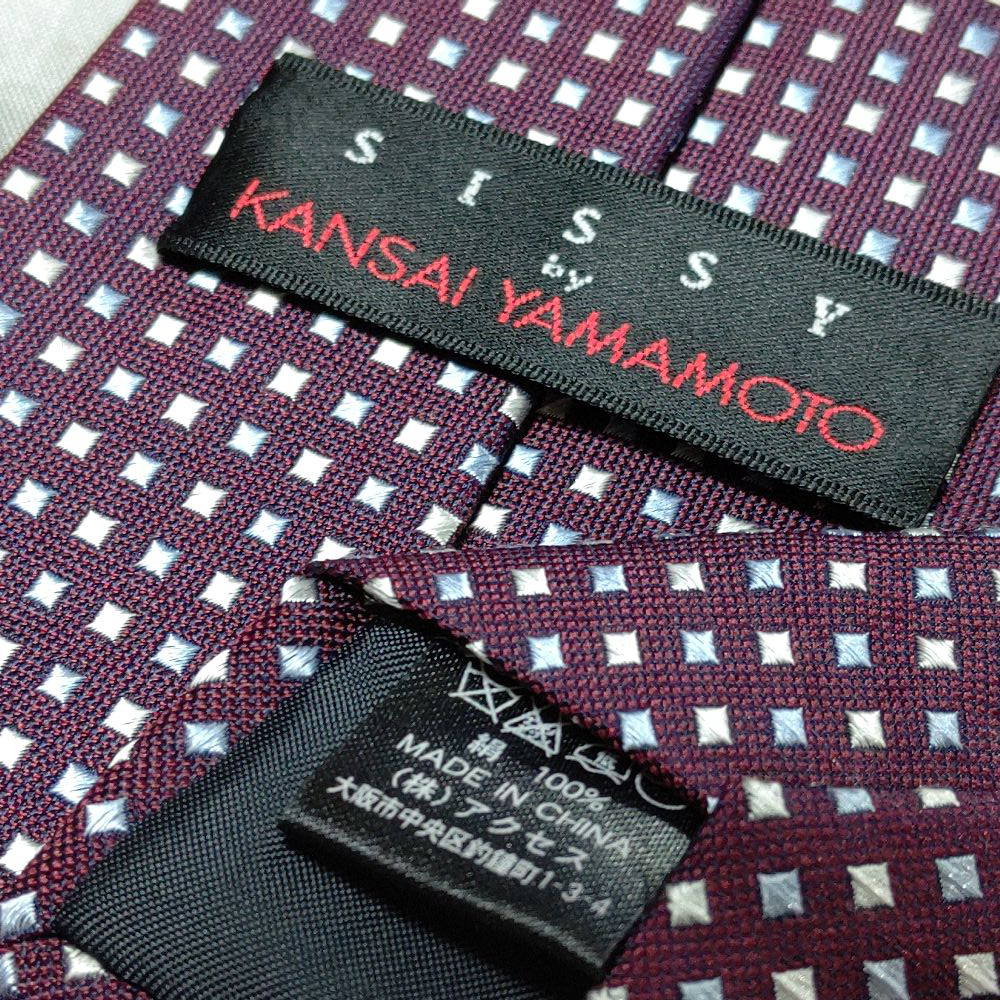 SISSY
by
KANSAI YAMAMOTO
絹 100%
MADE IN CHINA
(株)アクセス
大阪市中央区釣鐘町1-3-4